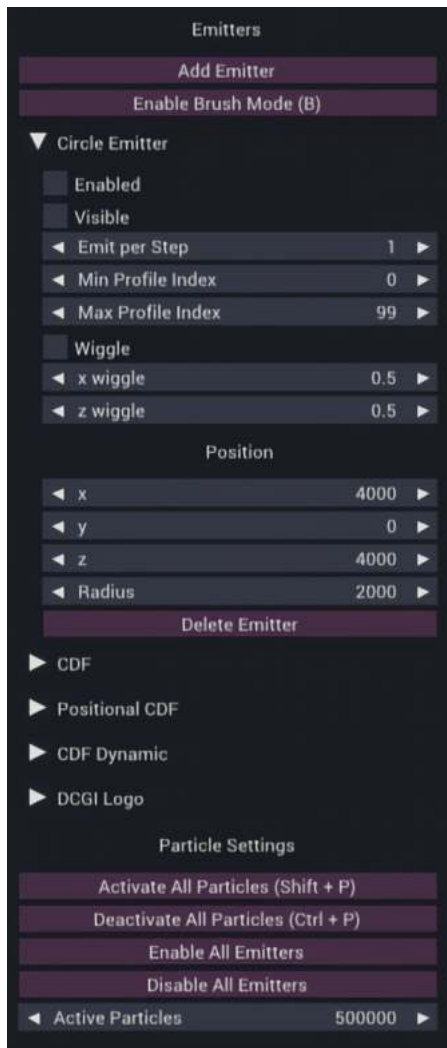 Emitters
Add Emitter
Enable Brush Mode (B)
Circle Emitter
Enabled
Visible
Emit per Step 1
Min Profile Index 0
Max Profile Index 99
Wiggle
x wiggle 0.5
z wiggle 0.5
Position
x 4000
y 0
z 4000
Radius 2000
Delete Emitter
CDF
Positional CDF
CDF Dynamic
DCGI Logo
Particle Settings
Activate All Particles (Shift + P)
Deactivate All Particles (Ctrl + P)
Enable All Emitters
Disable All Emitters
Active Particles 500000